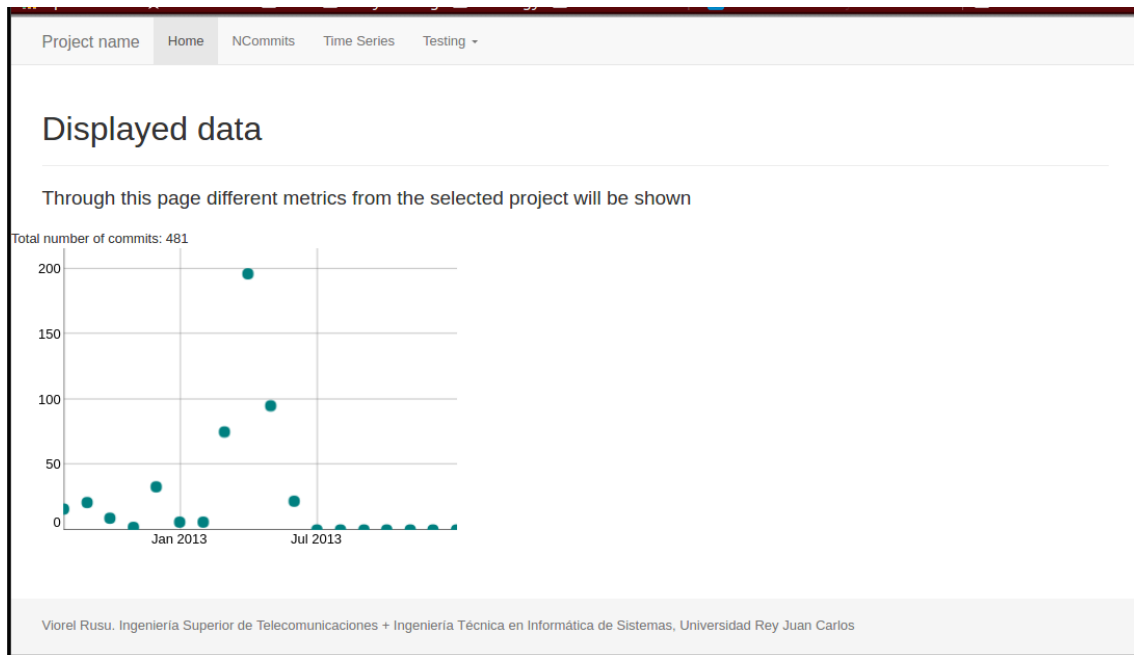 Project name Home NCommits Time Series Testing
Displayed data
Through this page different metrics from the selected project will be shown
Total number of commits: 481
200
150
100
50
0
Jan 2013 Jul 2013
Viorel Rusu. Ingeniería Superior de Telecomunicaciones + Ingeniería Técnica en Informática de Sistemas, Universidad Rey Juan Carlos